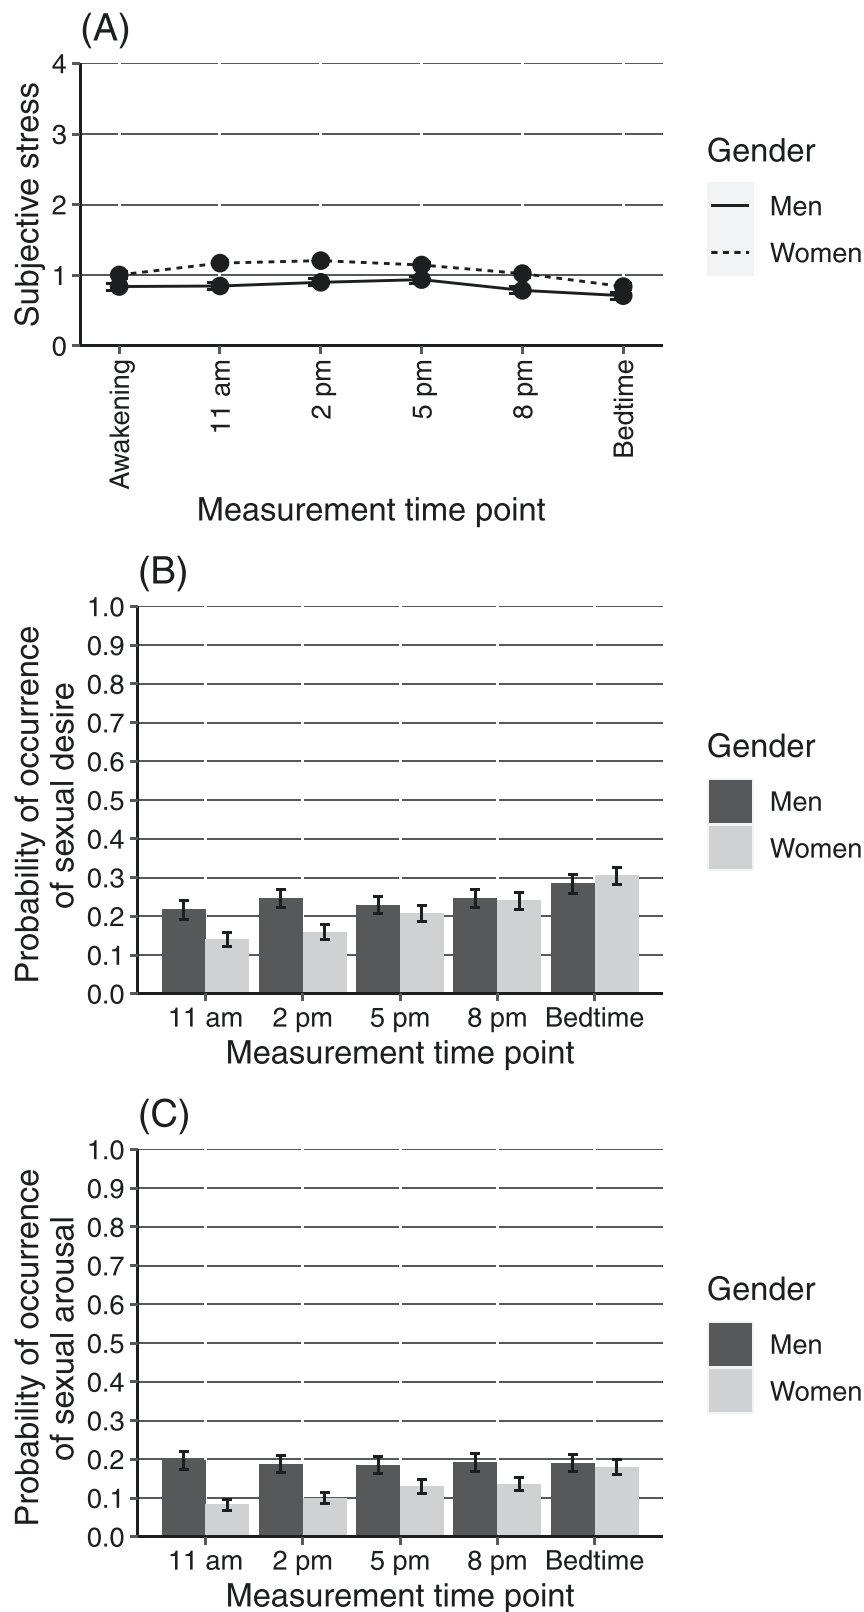 (A)
Subjective stress
4
3
2
1
0
Awakening
11 am
2 pm
5 pm
8 pm
Bedtime
Measurement time point
Gender
Men
Women
(B)
Probability of occurrence
of sexual desire
1.0
0.9
0.8
0.7
0.6
0.5
0.4
0.3
0.2
0.1
0.0
11 am 2 pm 5 pm 8 pm Bedtime
Measurement time point
Gender
Men
Women
(C)
Probability of occurrence
of sexual arousal
1.0
0.9
0.8
0.7
0.6
0.5
0.4
0.3
0.2
0.1
0.0
11 am 2 pm 5 pm 8 pm Bedtime
Measurement time point
Gender
Men
Women